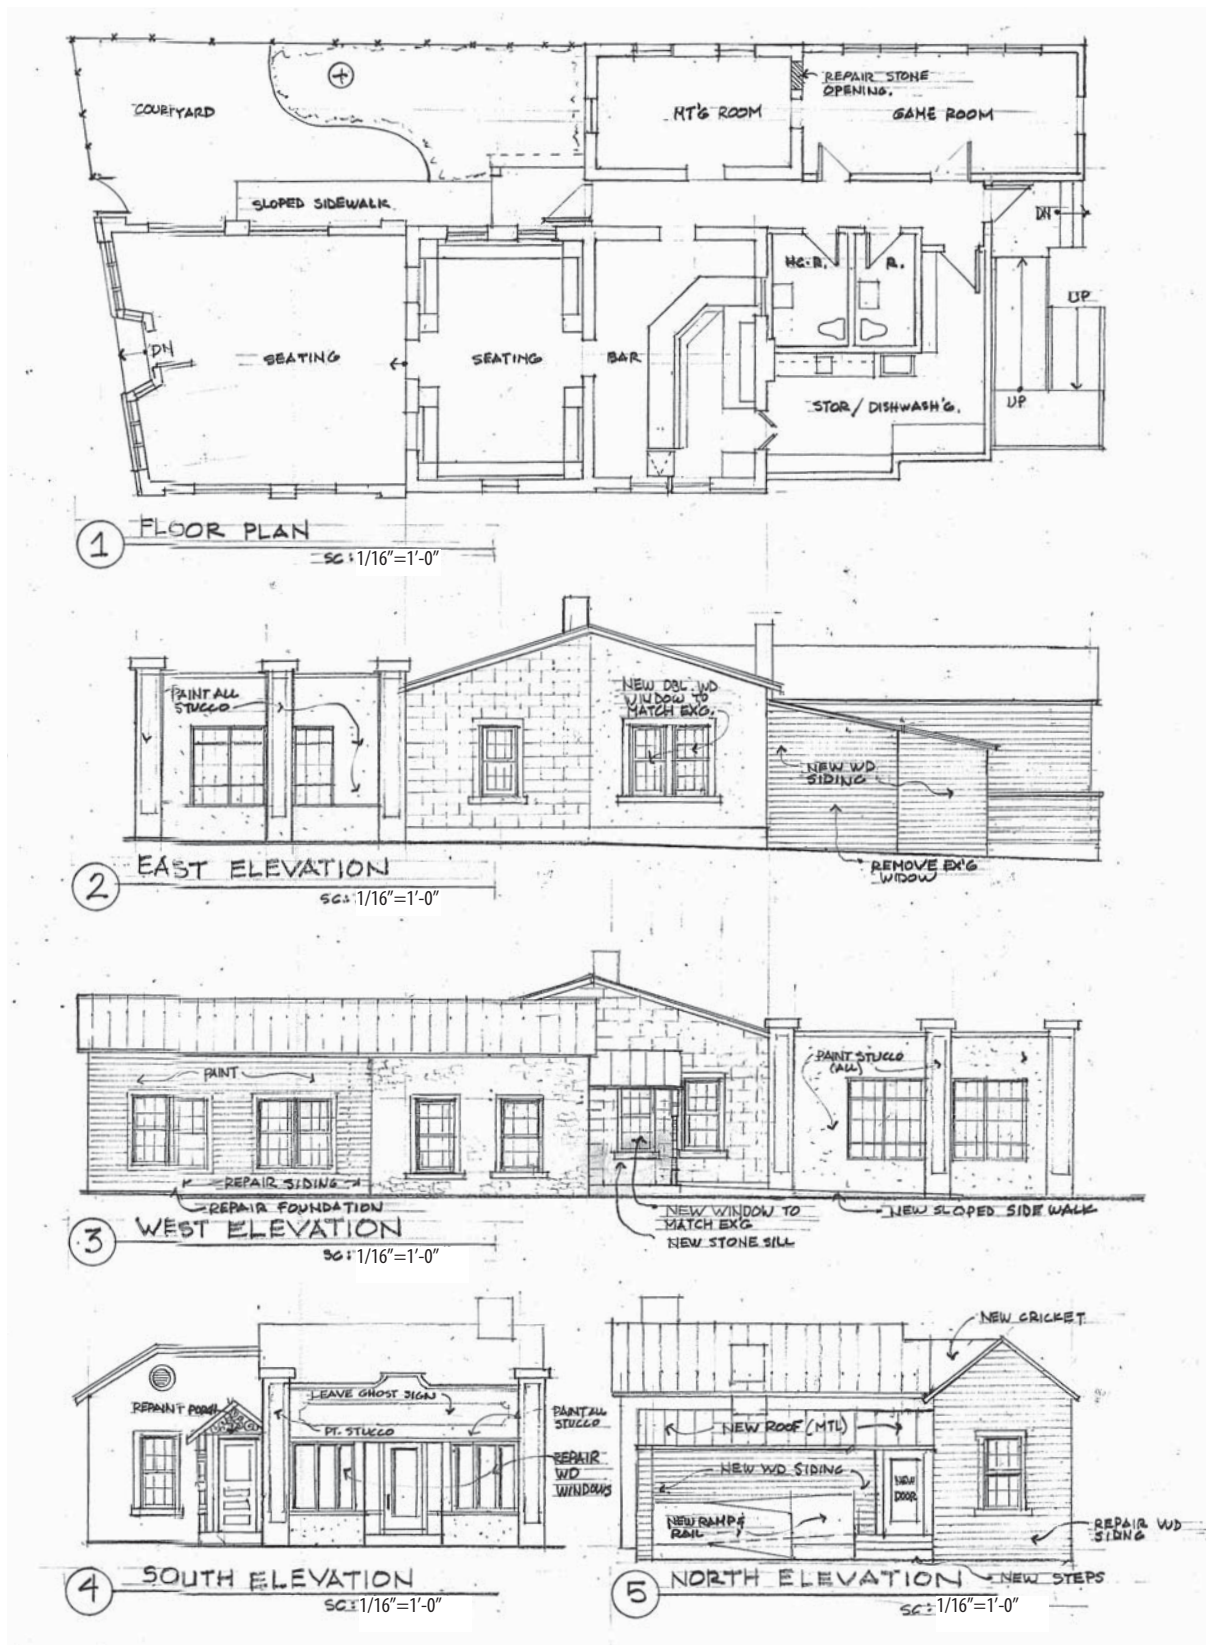 COURTYARD
MT'G ROOM
REPAIR STONE
OPENING.
GAME ROOM
SLOPED SIDEWALK
DN
HC.R.
R.
UP
DN
SEATING
SEATING
BAR
STOR/DISHWASH'G.
UP
1 FLOOR PLAN
SC: 1/16"=1'-0"
PAINT ALL
STUCCO
NEW DBL. WD
WINDOW TO
MATCH EX'G.
NEW WD
SIDING
REMOVE EX'G
WIDOW
2 EAST ELEVATION
SC: 1/16"=1'-0"
PAINT
PAINT STUCCO
(ALL)
REPAIR SIDING
REPAIR FOUNDATION
NEW WINDOW TO
MATCH EX'G
NEW STONE SILL
NEW SLOPED SIDE WALK
3 WEST ELEVATION
SC: 1/16"=1'-0"
REPAINT PORCH
LEAVE GHOST SIGN
PT. STUCCO
PAINT ALL
STUCCO
REPAIR
WD
WINDOWS
4 SOUTH ELEVATION
SC: 1/16"=1'-0"
NEW CRICKET
NEW ROOF (MTL)
NEW WD SIDING
NEW
DOOR
NEW RAMP &
RAIL
REPAIR WD
SIDING
NEW STEPS
5 NORTH ELEVATION
SC: 1/16"=1'-0"